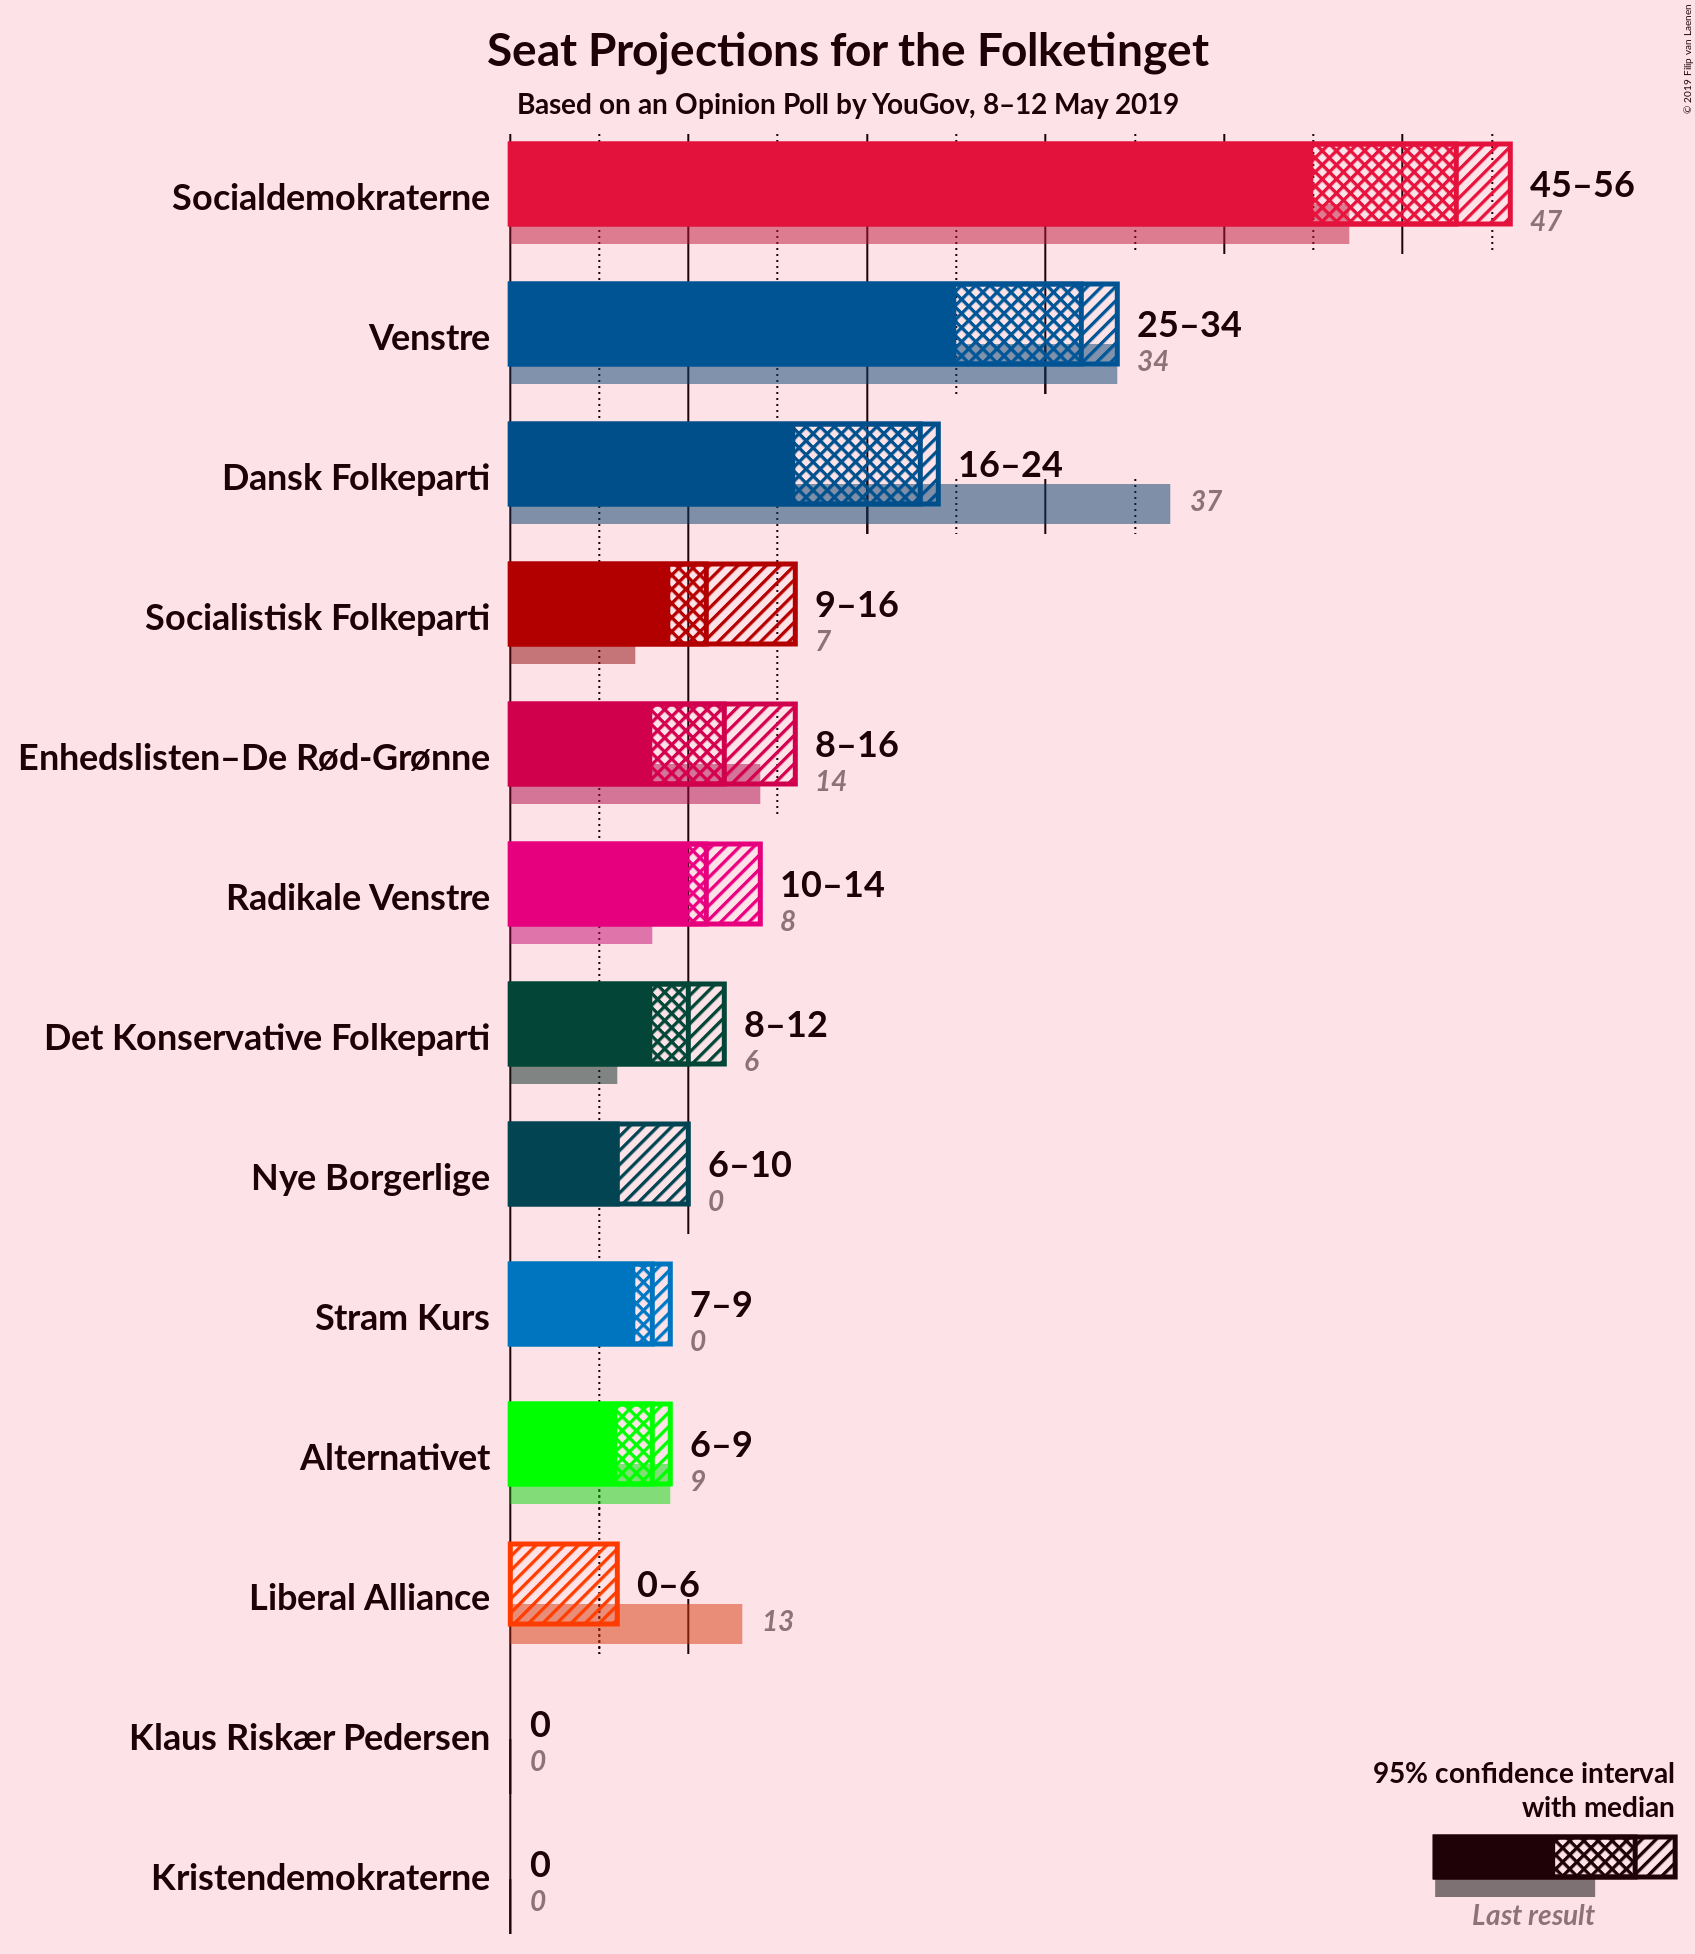 Seat Projections for the Folketinget
Based on an Opinion Poll by YouGov, 8–12 May 2019
© 2019 Filip van Laenen
Socialdemokraterne
45–56
47
Venstre
25–34
34
Dansk Folkeparti
16–24
37
Socialistisk Folkeparti
9–16
7
Enhedslisten–De Rød-Grønne
8–16
14
Radikale Venstre
10–14
8
Det Konservative Folkeparti
8–12
6
Nye Borgerlige
6–10
0
Stram Kurs
7–9
0
Alternativet
6–9
9
Liberal Alliance
0–6
13
Klaus Riskær Pedersen
0
0
Kristendemokraterne
0
0
95% confidence interval
with median
Last result